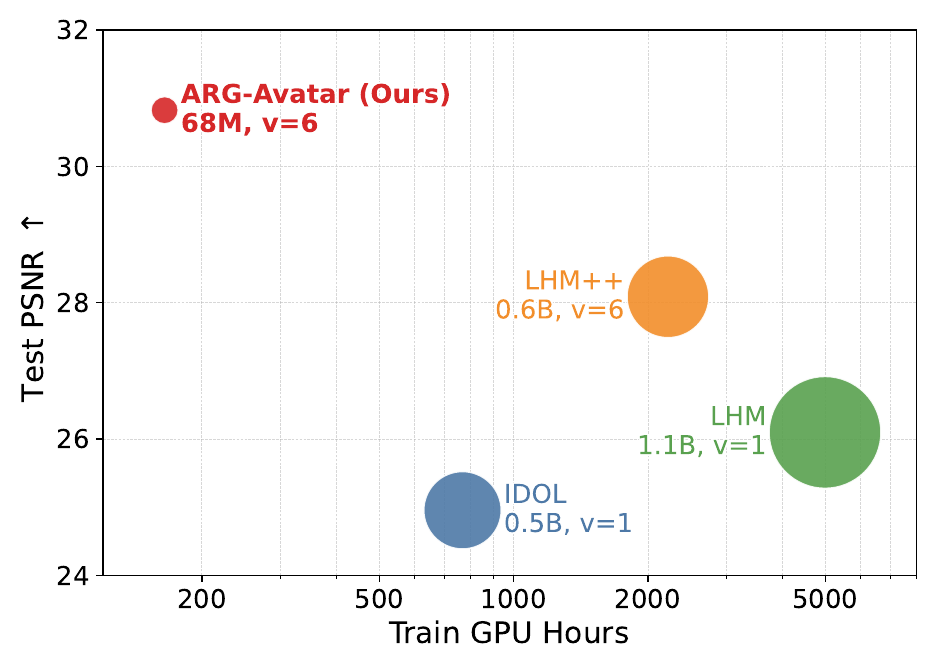 32
30
28
26
24
Test PSNR ↑
ARG-Avatar (Ours)
68M, v=6
LHM++
0.6B, v=6
LHM
1.1B, v=1
IDOL
0.5B, v=1
200 500 1000 2000 5000
Train GPU Hours